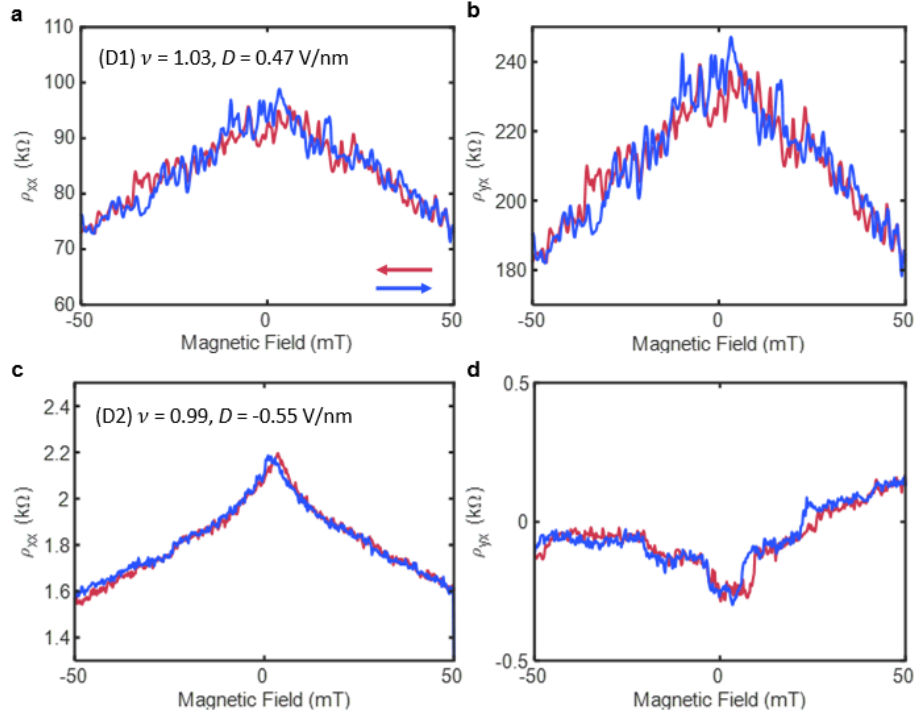 a
110
100
90
80
70
60
ρxx (kΩ)
(D1) ν = 1.03, D = 0.47 V/nm
-50
0
50
Magnetic Field (mT)
b
240
220
200
180
ρyx (kΩ)
-50
0
50
Magnetic Field (mT)
c
2.4
2.2
2
1.8
1.6
1.4
ρxx (kΩ)
(D2) ν = 0.99, D = -0.55 V/nm
-50
0
50
Magnetic Field (mT)
d
0.5
0
-0.5
ρyx (kΩ)
-50
0
50
Magnetic Field (mT)